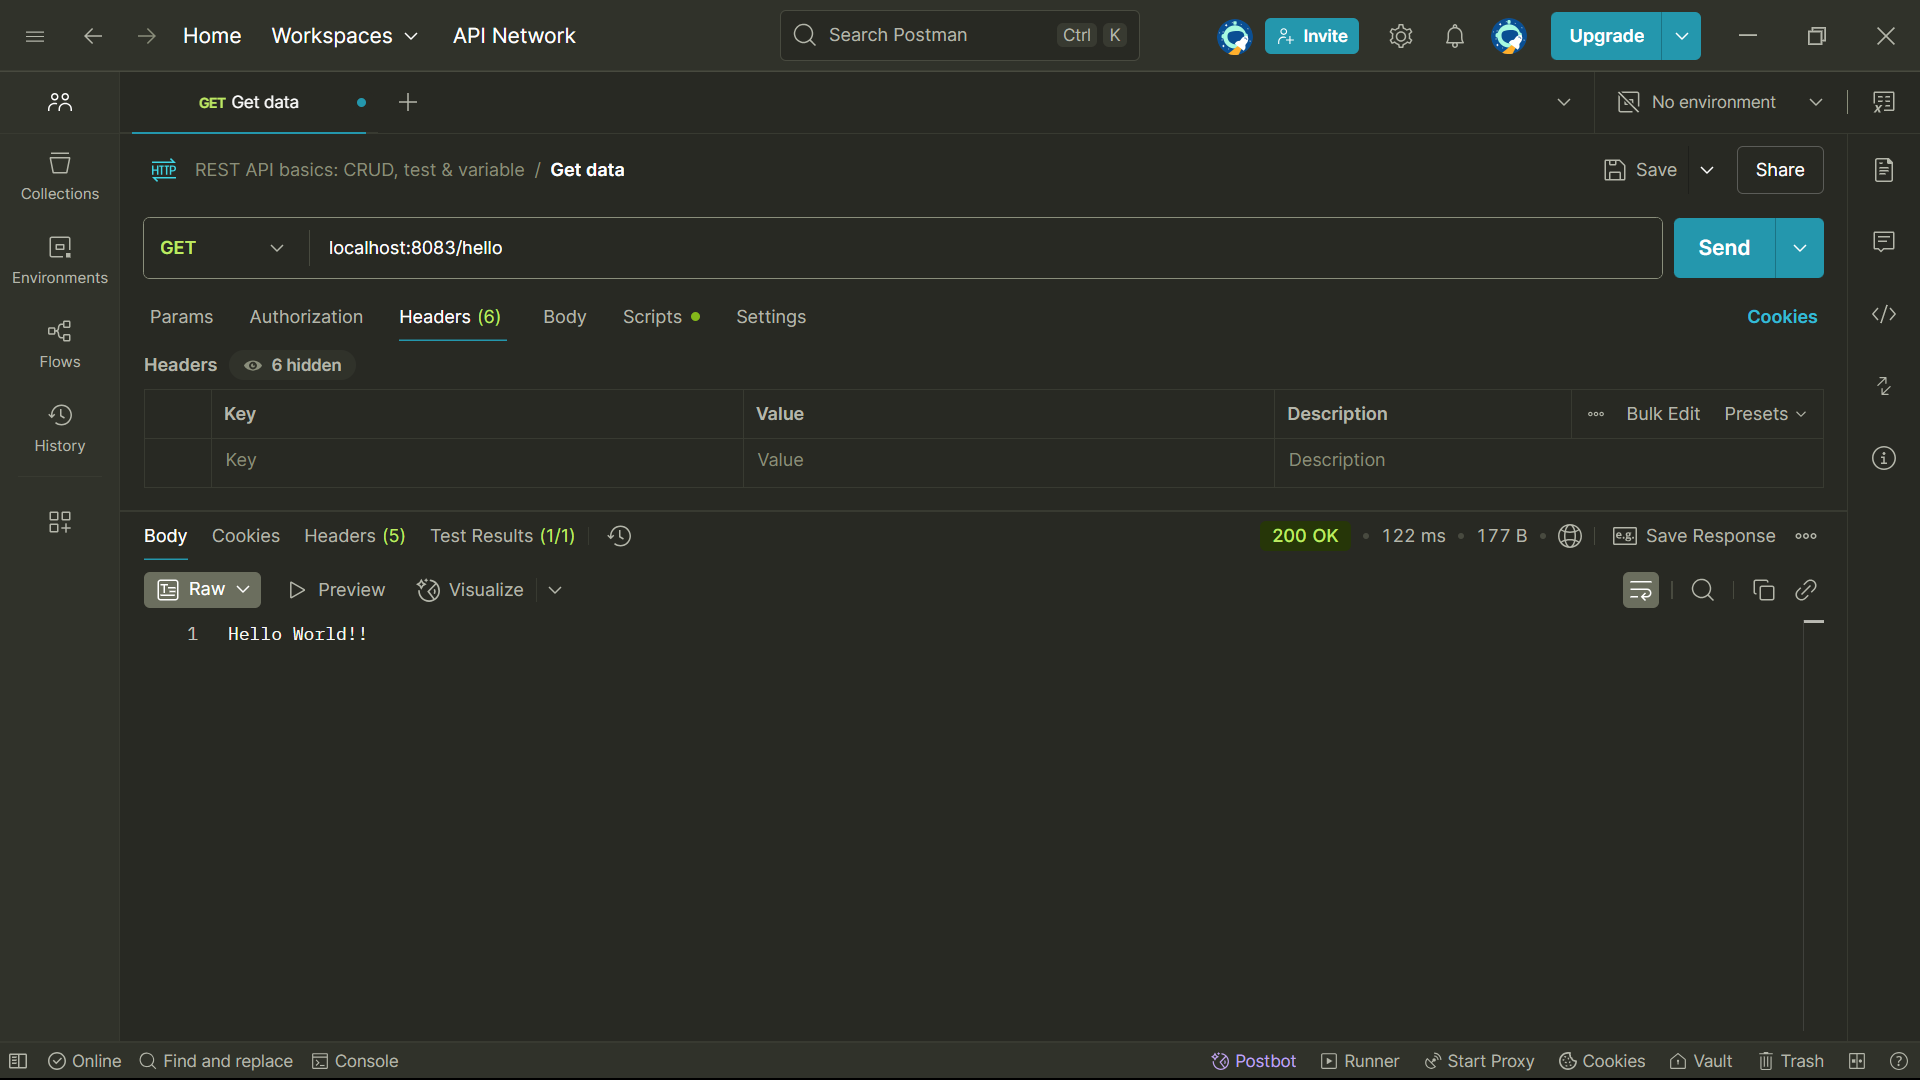 Home Workspaces API Network Search Postman Ctrl K Invite Upgrade
GET Get data No environment
HTTP REST API basics: CRUD, test & variable / Get data Save Share
Collections
Environments
Flows
History
GET localhost:8083/hello Send
Params Authorization Headers (6) Body Scripts Settings Cookies
Headers 6 hidden
Key Value Description Bulk Edit Presets
Key Value Description
Body Cookies Headers (5) Test Results (1/1) 200 OK 122 ms 177 B e.g. Save Response
Raw Preview Visualize
1 Hello World!!
Online Find and replace Console Postbot Runner Start Proxy Cookies Vault Trash